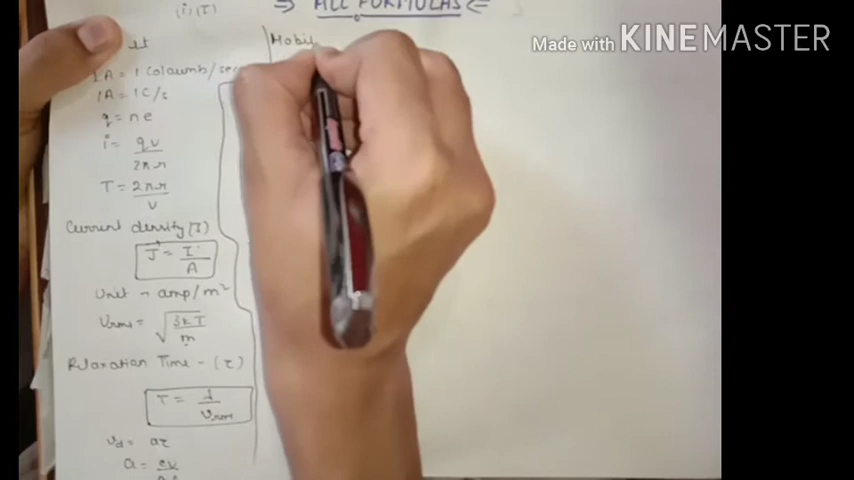 ⇒ ALL FORMULAS ⇐
(i)(I)
Made with KINEMASTER
1A = 1 Coloumb/sec
1A = 1C/s
q = ne
i = qv/2πr
T = 2πr/v
Current density (J)
J = I/A
Unit → amp/m²
Vrms = √3kT/m
Relaxation Time - (τ)
τ = λ/Vrms
vd = aτ
Mobi